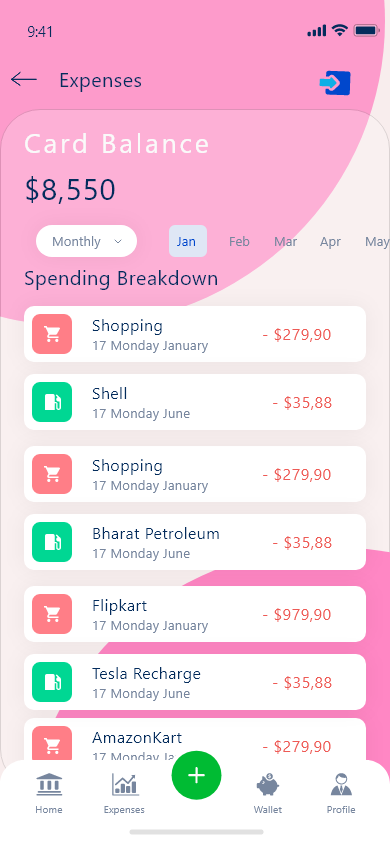 9:41
Expenses
Card Balance
$8,550
Monthly Jan Feb Mar Apr May
Spending Breakdown
Shopping
17 Monday January
- $279,90
Shell
17 Monday June
- $35,88
Shopping
17 Monday January
- $279,90
Bharat Petroleum
17 Monday June
- $35,88
Flipkart
17 Monday January
- $979,90
Tesla Recharge
17 Monday June
- $35,88
AmazonKart
17 Monday Ja
- $279,90
Home Expenses Wallet Profile